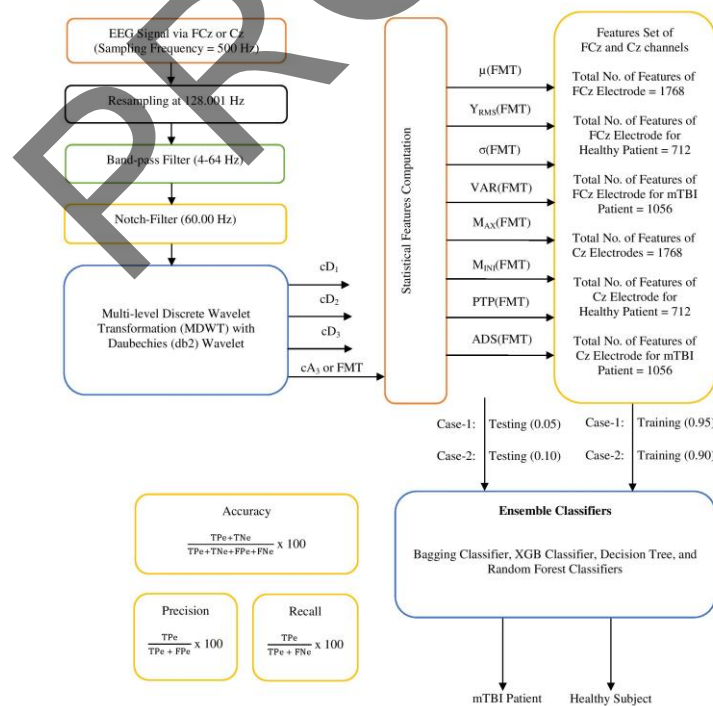 EEG Signal via FCz or Cz
(Sampling Frequency = 500 Hz)
Resampling at 128.001 Hz
Band-pass Filter (4-64 Hz)
Notch-Filter (60.00 Hz)
Multi-level Discrete Wavelet
Transformation (MDWT) with
Daubechies (db2) Wavelet
cD1
cD2
cD3
cA3 or FMT
Statistical Features Computation
µ(FMT)
YRMS(FMT)
σ(FMT)
VAR(FMT)
MAX(FMT)
MINI(FMT)
PTP(FMT)
ADS(FMT)
Features Set of
FCz and Cz channels
Total No. of Features of
FCz Electrode = 1768
Total No. of Features of
FCz Electrode for
Healthy Patient = 712
Total No. of Features of
FCz Electrode for mTBI
Patient = 1056
Total No. of Features of
Cz Electrodes = 1768
Total No. of Features of
Cz Electrode for
Healthy Patient = 712
Total No. of Features of
Cz Electrode for mTBI
Patient = 1056
Case-1: Testing (0.05) Case-1: Training (0.95)
Case-2: Testing (0.10) Case-2: Training (0.90)
Ensemble Classifiers
Bagging Classifier, XGB Classifier, Decision Tree, and
Random Forest Classifiers
mTBI Patient Healthy Subject
Accuracy
TPe+TNe
x 100
TPe+TNe+FPe+FNe
Precision
TPe
x 100
TPe + FPe
Recall
TPe
x 100
TPe + FNe